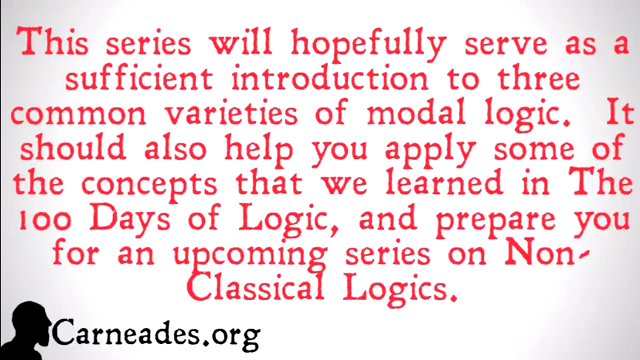 This series will hopefully serve as a
sufficient introduction to three
common varieties of modal logic. It
should also help you apply some of
the concepts that we learned in The
100 Days of Logic, and prepare you
for an upcoming series on Non-
Classical Logics.
Carneades.org